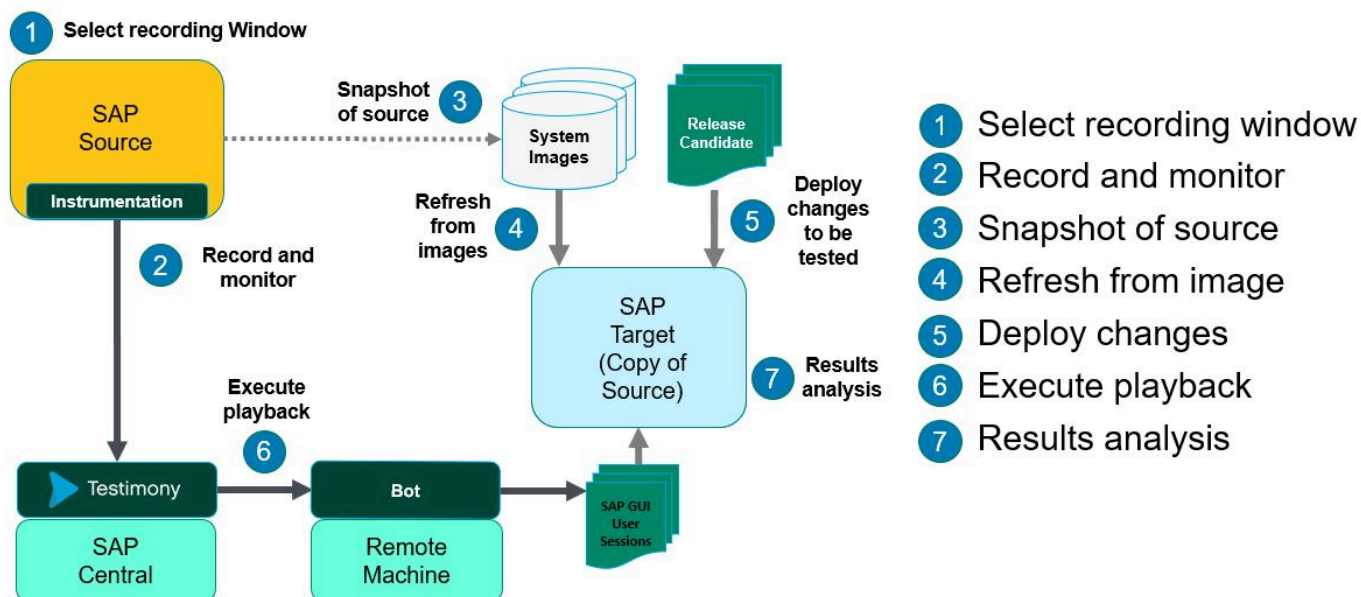 1 Select recording Window
SAP
Source
Instrumentation
Snapshot
of source
3
System
Images
Release
Candidate
Refresh
from
images
4
5
Deploy
changes
to be
tested
2
Record and
monitor
SAP
Target
(Copy of
Source)
7
Results
analysis
Execute
playback
6
Testimony
SAP
Central
Bot
Remote
Machine
SAP GUI
User
Sessions
1 Select recording window
2 Record and monitor
3 Snapshot of source
4 Refresh from image
5 Deploy changes
6 Execute playback
7 Results analysis